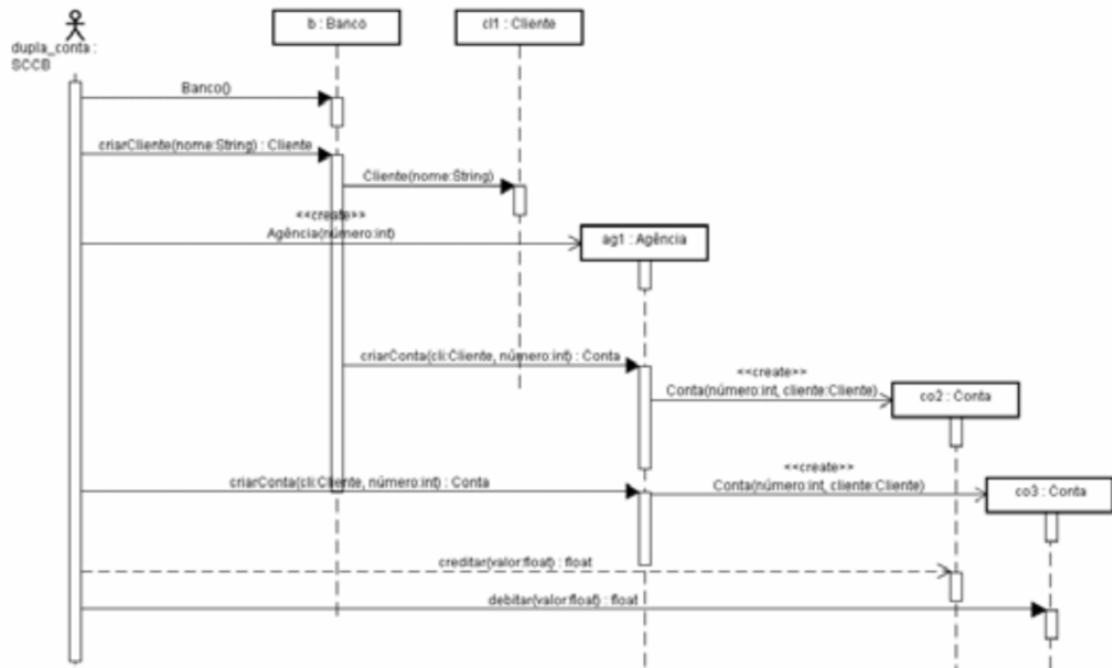 b : Banco
cl1 : Cliente
dupla_conta :
SCCB
Banco()
criarCliente(nome:String) : Cliente
Cliente(nome:String)
<<create>>
Agência(número:int)
ag1 : Agência
criarConta(cli:Cliente, número:int) : Conta
<<create>>
Conta(número:int, cliente:Cliente)
co2 : Conta
criarConta(cli:Cliente, número:int) : Conta
<<create>>
Conta(número:int, cliente:Cliente)
co3 : Conta
creditar(valor:float) : float
debitar(valor:float) : float